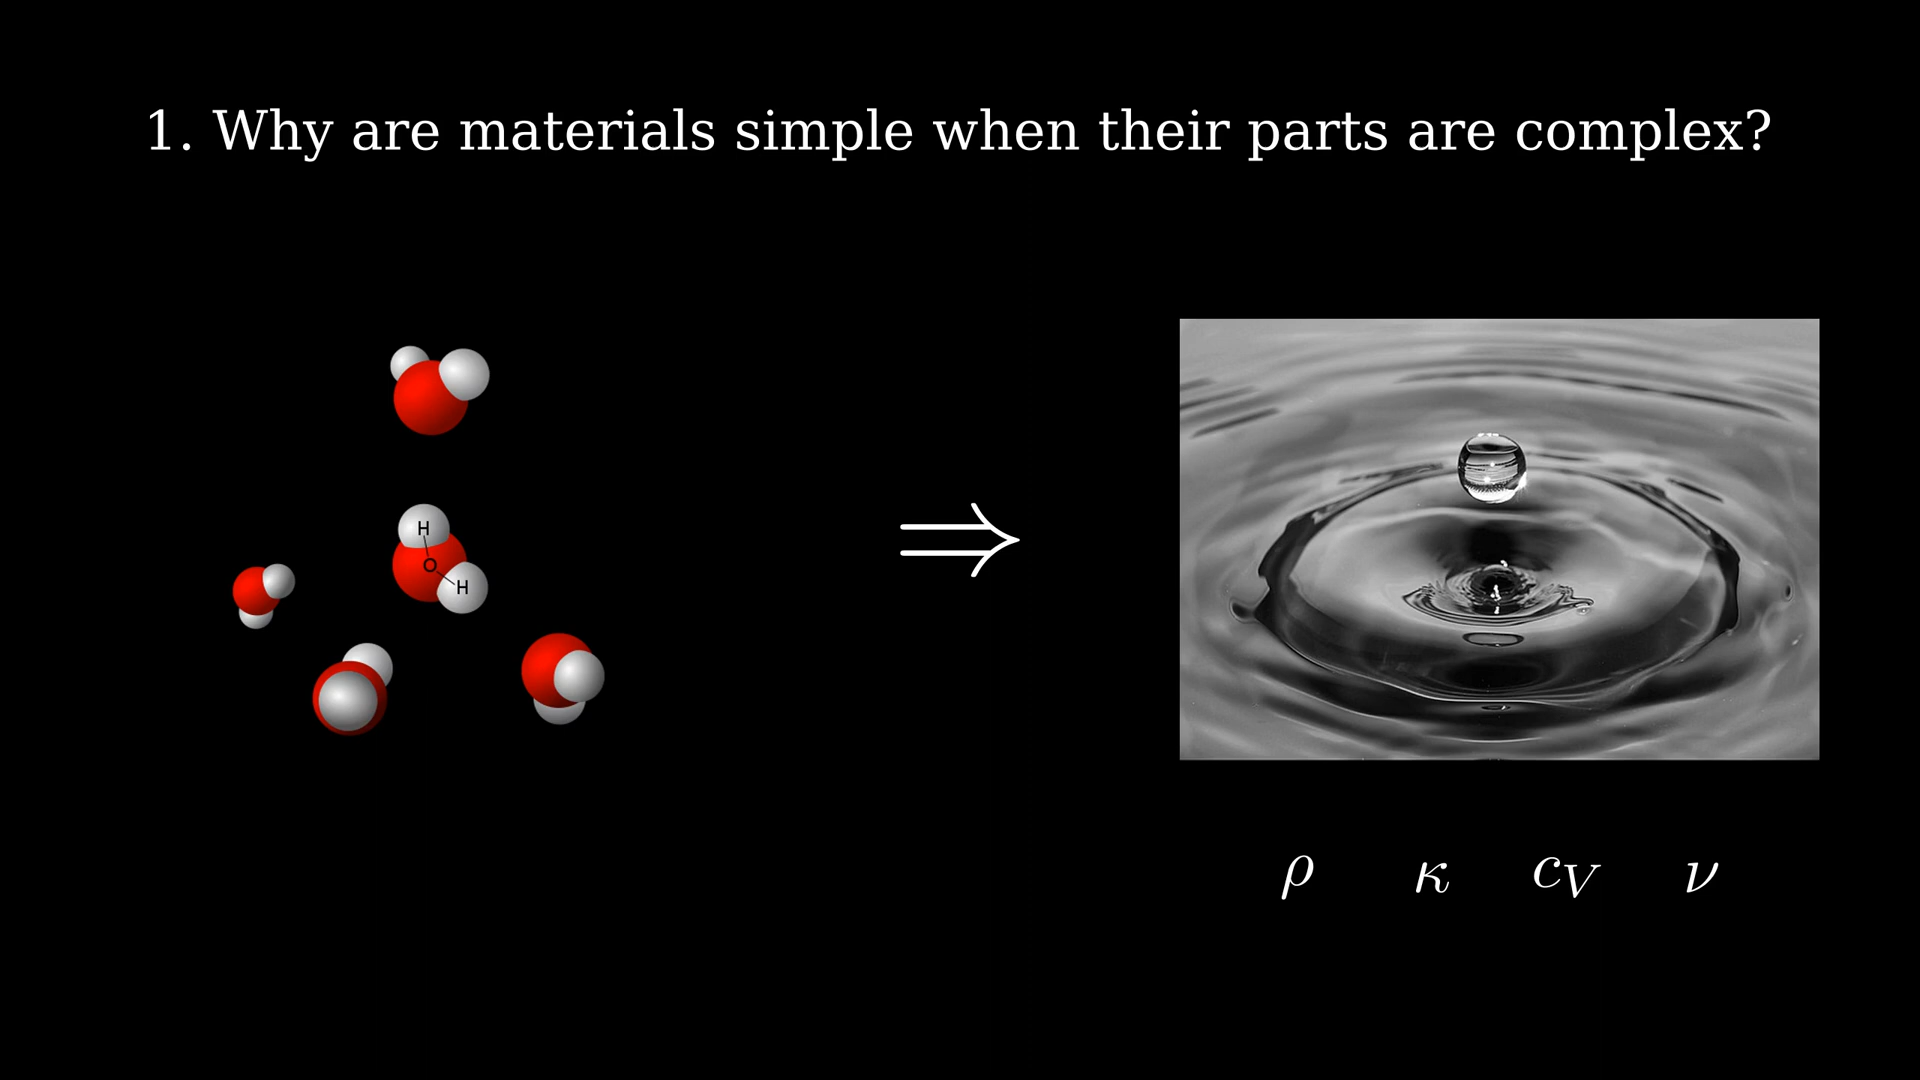 1. Why are materials simple when their parts are complex?
H
O
H
⇒
ρ κ c_V ν